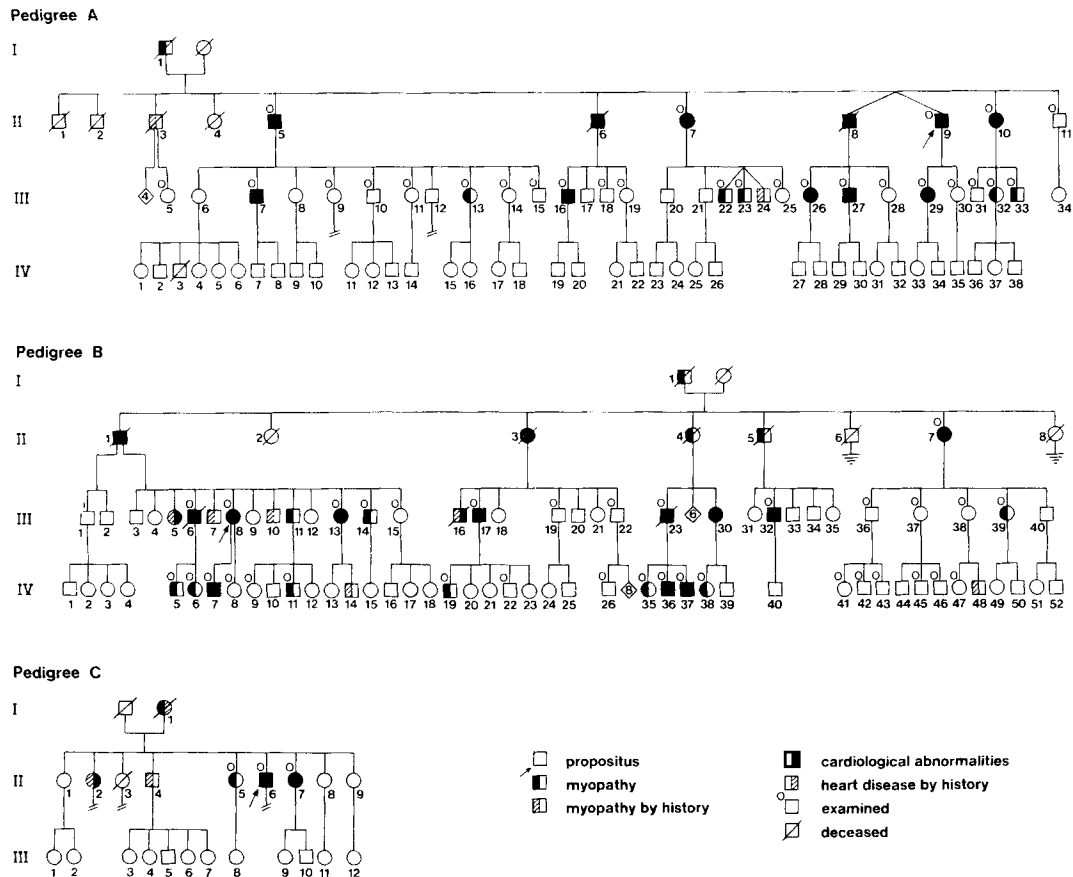 Pedigree A
I
1
II
1 2 3 4 5 6 7 8 9 10 11
III
4 5 6 7 8 9 10 11 12 13 14 15 16 17 18 19 20 21 22 23 24 25 26 27 28 29 30 31 32 33 34
IV
1 2 3 4 5 6 7 8 9 10 11 12 13 14 15 16 17 18 19 20 21 22 23 24 25 26 27 28 29 30 31 32 33 34 35 36 37 38
Pedigree B
I
1
II
1 2 3 4 5 6 7 8
III
1 2 3 4 5 6 7 8 9 10 11 12 13 14 15 16 17 18 19 20 21 22 23 6 30 31 32 33 34 35 36 37 38 39 40
IV
1 2 3 4 5 6 7 8 9 10 11 12 13 14 15 16 17 18 19 20 21 22 23 24 25 26 8 35 36 37 38 39 40 41 42 43 44 45 46 47 48 49 50 51 52
Pedigree C
I
1
II
1 2 3 4 5 6 7 8 9
III
1 2 3 4 5 6 7 8 9 10 11 12
propositus
myopathy
myopathy by history
cardiological abnormalities
heart disease by history
examined
deceased